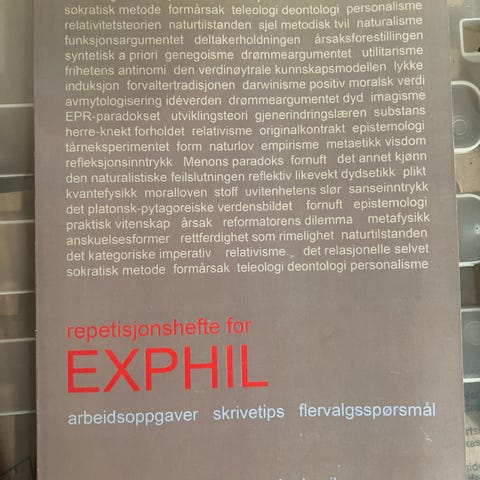 sokratisk metode formårsak teleologi deontologi personalisme
relativitetsteorien naturtilstanden sjel metodisk tvil naturalisme
funksjonsargumentet deltakerholdningen årsaksforestillingen
syntetisk a priori genegoisme drømmeargumentet utilitarisme
frihetens antinomi den verdinøytrale kunnskapsmodellen lykke
induksjon forvaltertradisjonen darwinisme positiv moralsk verdi
avmytologisering idéverden drømmeargumentet dyd imagisme
EPR-paradokset utviklingsteori gjenerindringslæren substans
herre-knekt forholdet relativisme originalkontrakt epistemologi
tårneksperimentet form naturlov empirisme metaetikk visdom
refleksjonsinntrykk Menons paradoks fornuft det annet kjønn
den naturalistiske feilslutningen reflektiv likevekt dydsetikk plikt
kvantefysikk moralloven stoff uvitenhetens slør sanseinntrykk
det platonsk-pytagoreiske verdensbildet fornuft epistemologi
praktisk vitenskap årsak reformatorens dilemma metafysikk
anskuelsesformer rettferdighet som rimelighet naturtilstanden
det kategoriske imperativ relativisme det relasjonelle selvet
sokratisk metode formårsak teleologi deontologi personalisme
repetisjonshefte for
EXPHIL
arbeidsoppgaver skrivetips flervalgsspørsmål